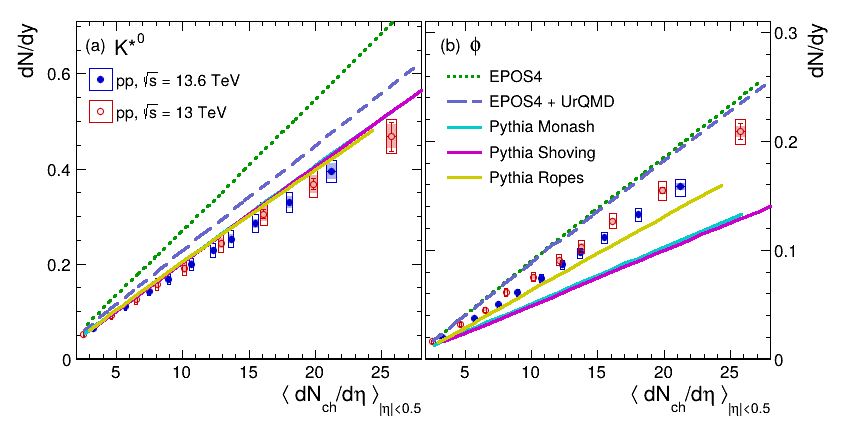 dN/dy
(a) K*⁰
pp, √s = 13.6 TeV
pp, √s = 13 TeV
0.6
0.4
0.2
0
5 10 15 20 25
⟨ dN_ch/dη ⟩_|η|<0.5
(b) ϕ
EPOS4
EPOS4 + UrQMD
Pythia Monash
Pythia Shoving
Pythia Ropes
dN/dy
0.3
0.2
0.1
0
5 10 15 20 25
⟨ dN_ch/dη ⟩_|η|<0.5